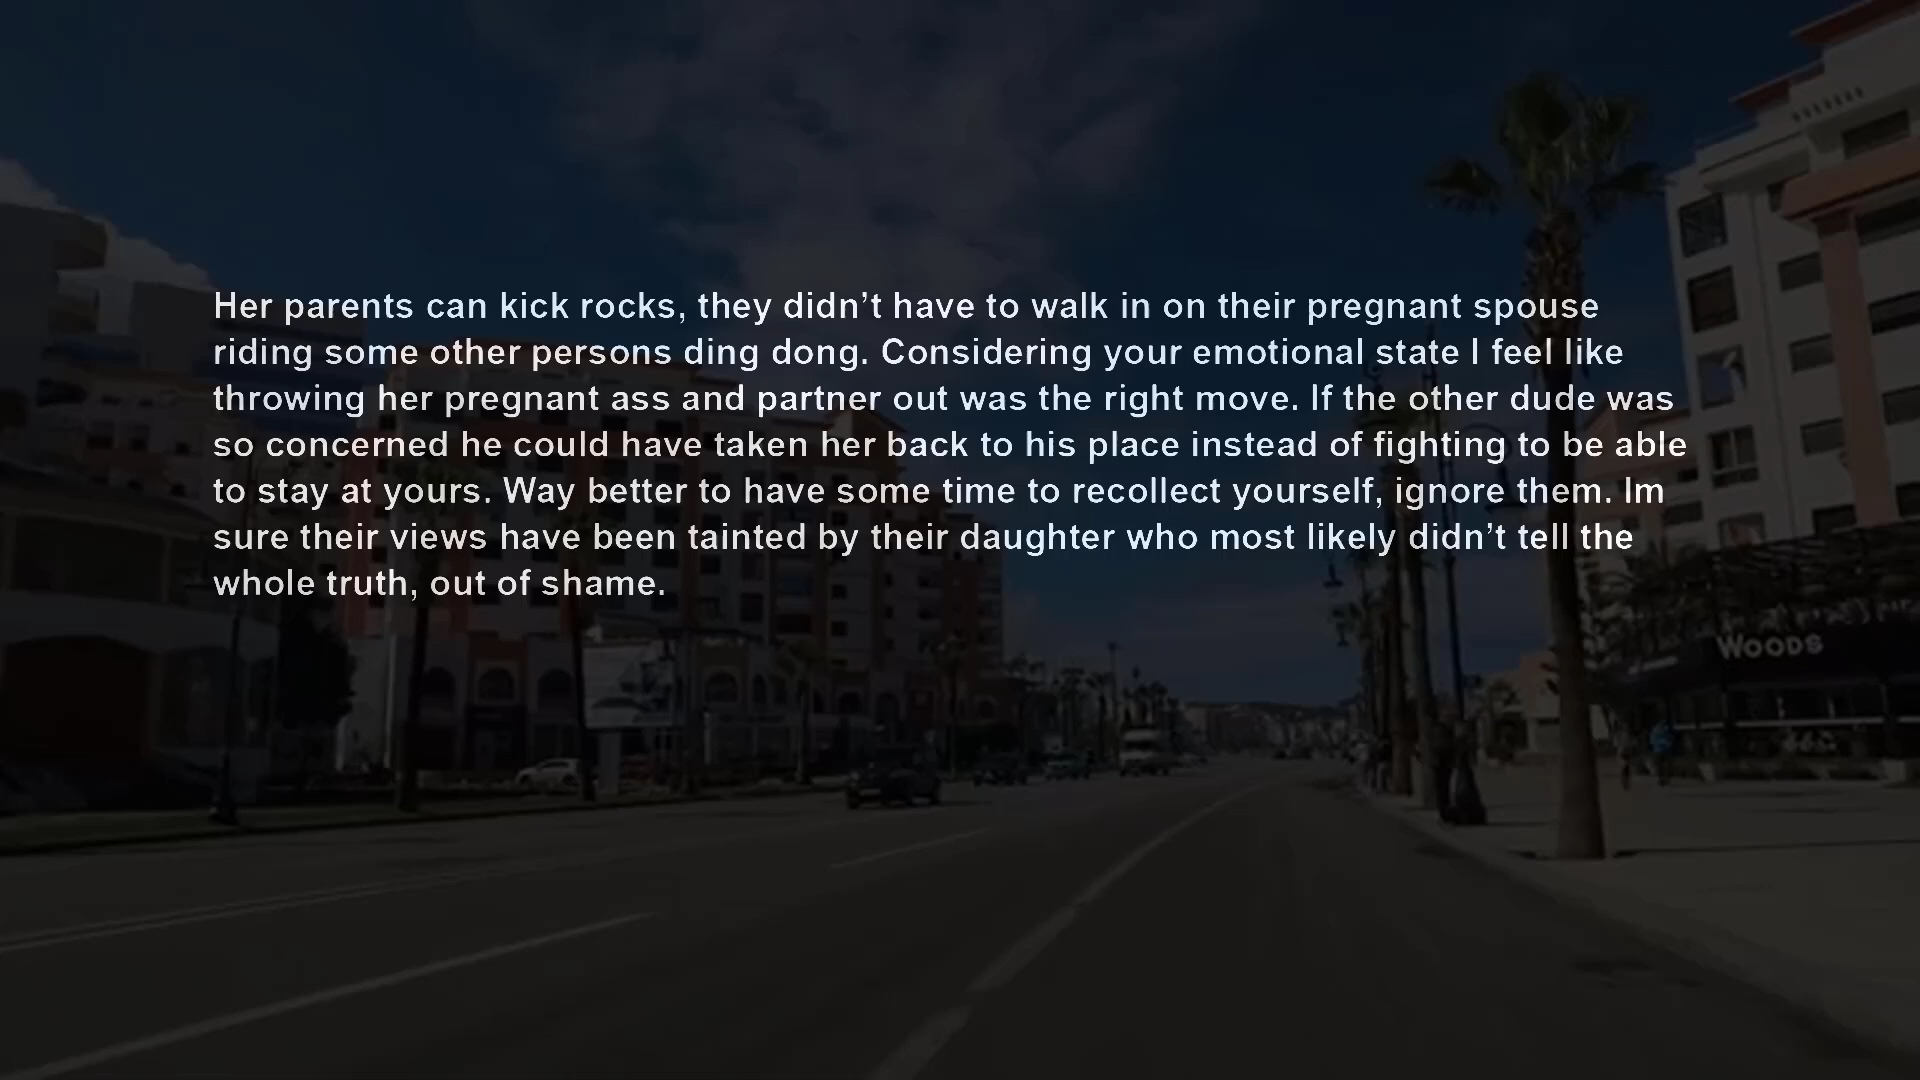 Her parents can kick rocks, they didn’t have to walk in on their pregnant spouse
riding some other persons ding dong. Considering your emotional state I feel like
throwing her pregnant ass and partner out was the right move. If the other dude was
so concerned he could have taken her back to his place instead of fighting to be able
to stay at yours. Way better to have some time to recollect yourself, ignore them. Im
sure their views have been tainted by their daughter who most likely didn’t tell the
whole truth, out of shame.
WOODS